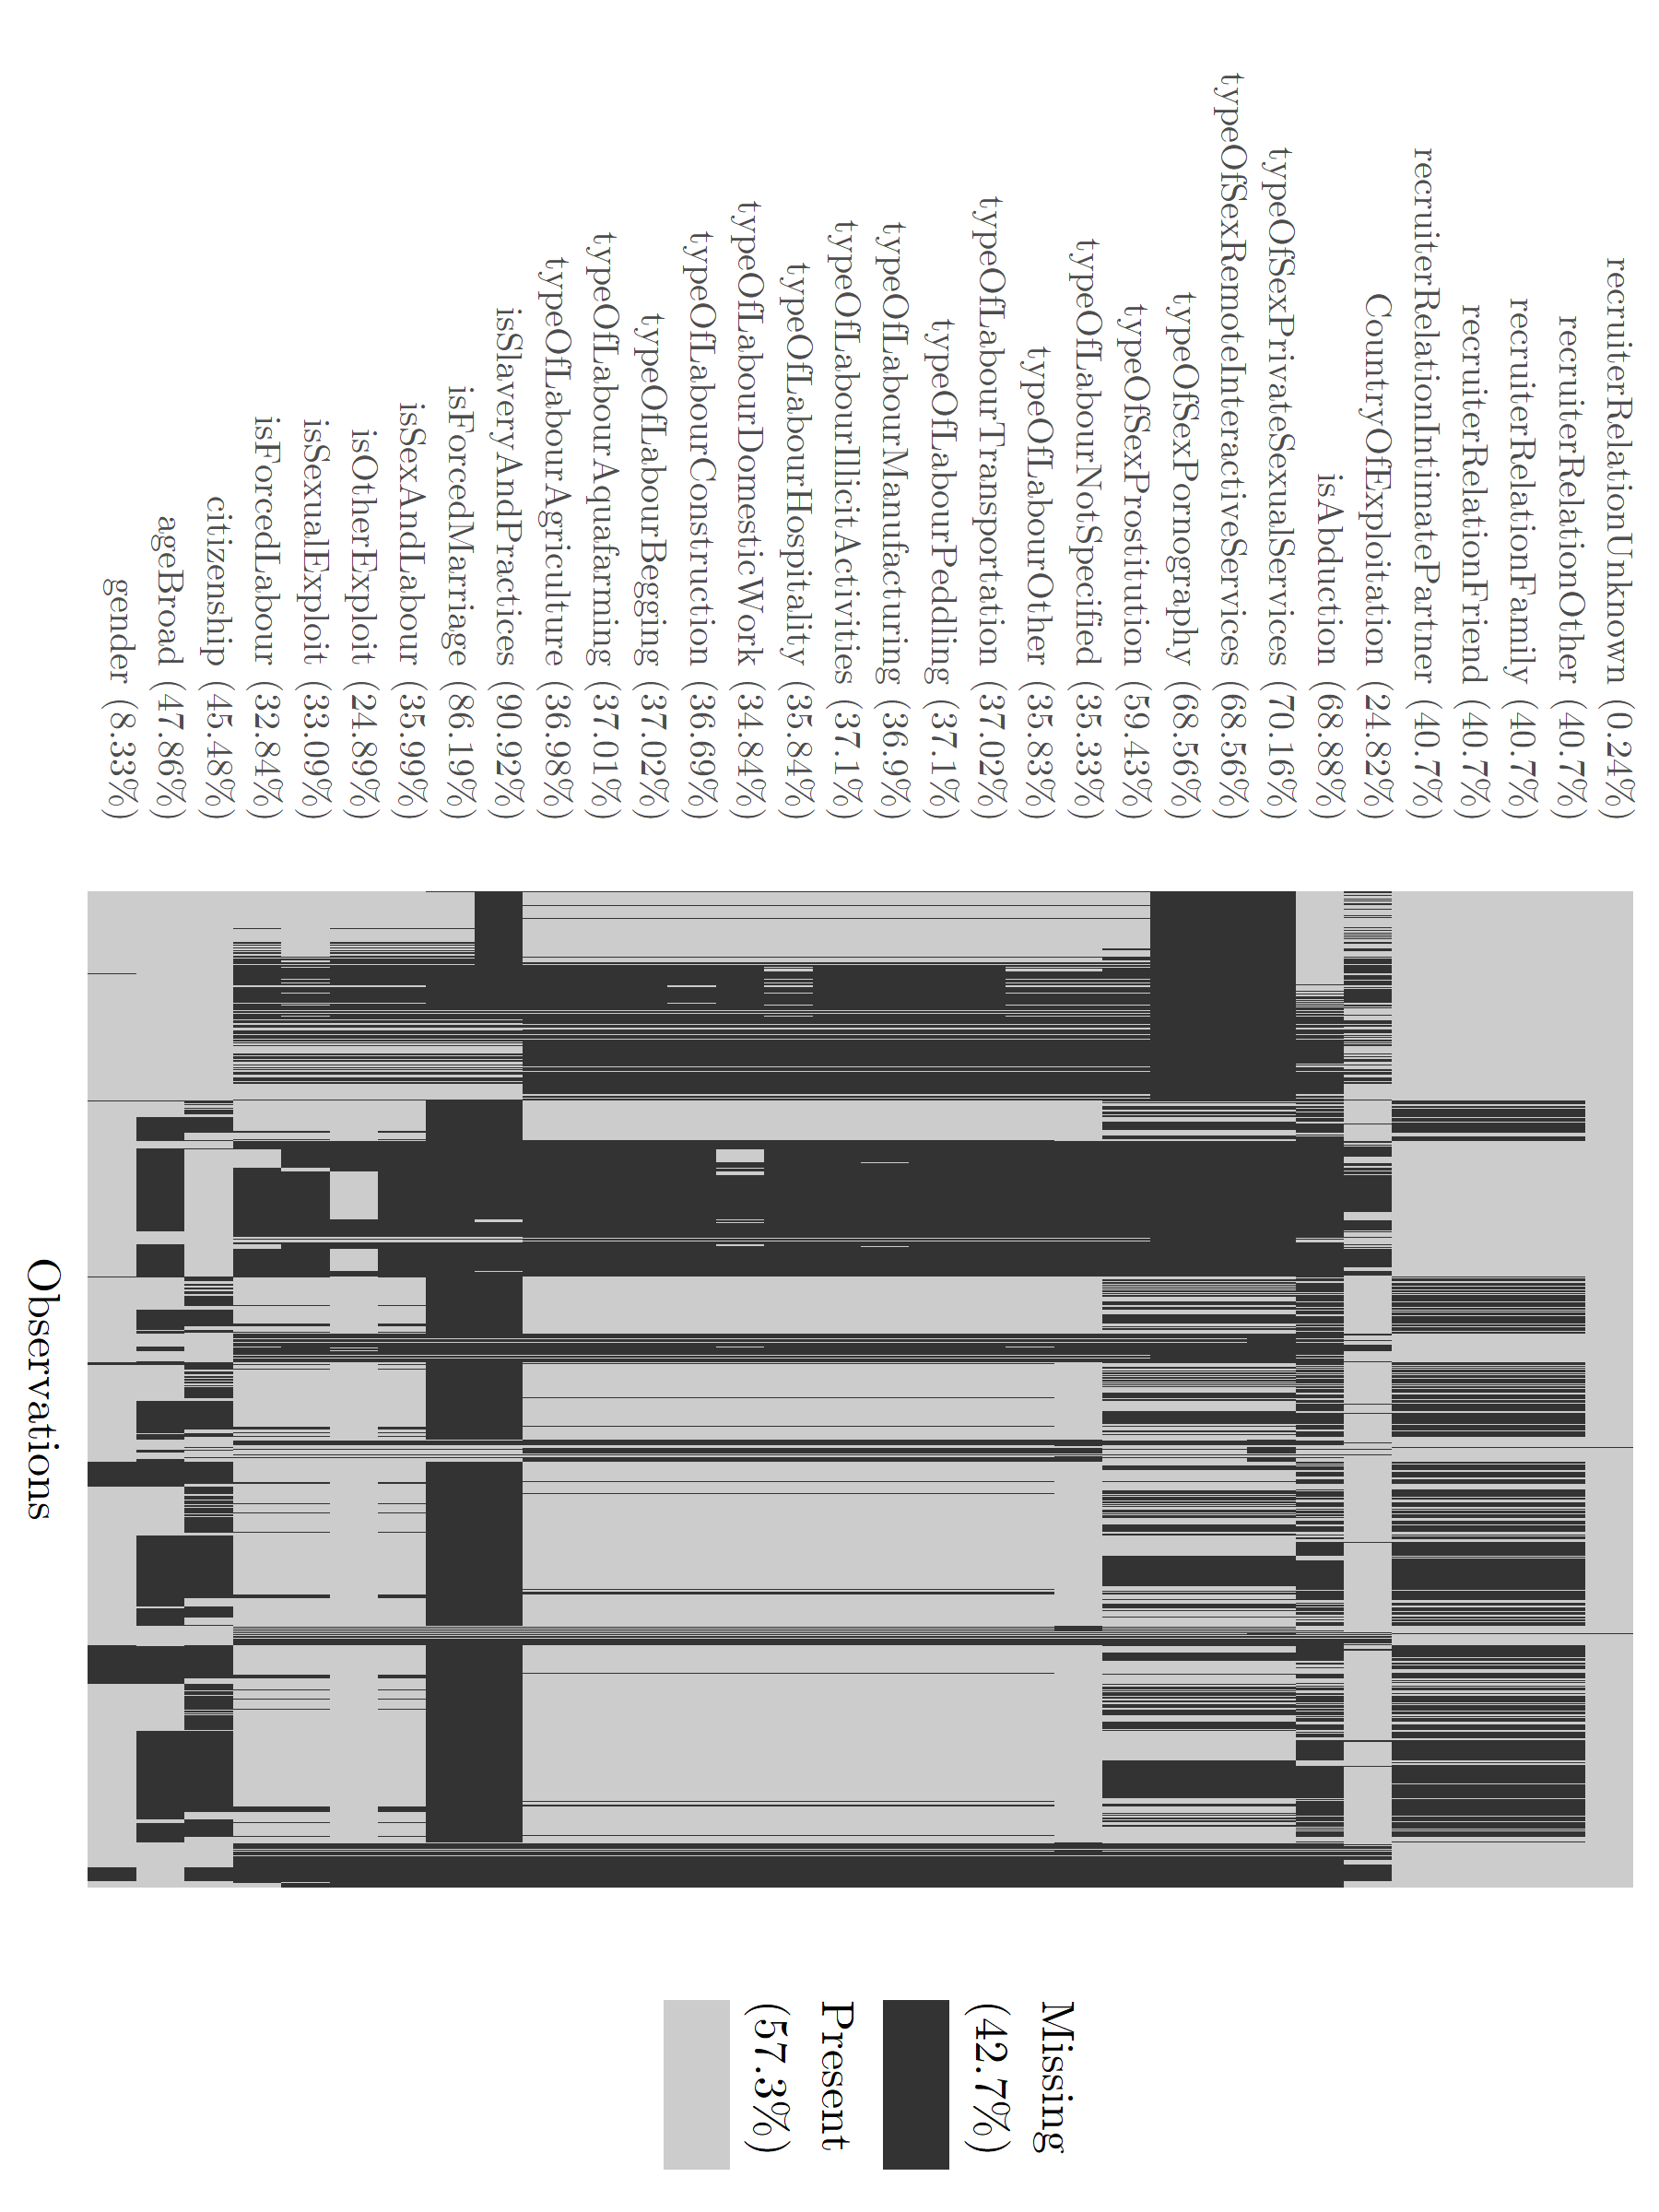 recruiterRelationUnknown (0.24%)
recruiterRelationOther (40.7%)
recruiterRelationFamily (40.7%)
recruiterRelationFriend (40.7%)
recruiterRelationIntimatePartner (40.7%)
CountryOfExploitation (24.82%)
isAbduction (68.88%)
typeOfSexPrivateSexualServices (70.16%)
typeOfSexRemoteInteractiveServices (68.56%)
typeOfSexPornography (68.56%)
typeOfSexProstitution (59.43%)
typeOfLabourNotSpecified (35.33%)
typeOfLabourOther (35.83%)
typeOfLabourTransportation (37.02%)
typeOfLabourPeddling (37.1%)
typeOfLabourManufacturing (36.9%)
typeOfLabourIllicitActivities (37.1%)
typeOfLabourHospitality (35.84%)
typeOfLabourDomesticWork (34.84%)
typeOfLabourConstruction (36.69%)
typeOfLabourBegging (37.02%)
typeOfLabourAquafarming (37.01%)
typeOfLabourAgriculture (36.98%)
isSlaveryAndPractices (90.92%)
isForcedMarriage (86.19%)
isSexAndLabour (35.99%)
isOtherExploit (24.89%)
isSexualExploit (33.09%)
isForcedLabour (32.84%)
citizenship (45.48%)
ageBroad (47.86%)
gender (8.33%)
Observations
Missing
(42.7%)
Present
(57.3%)